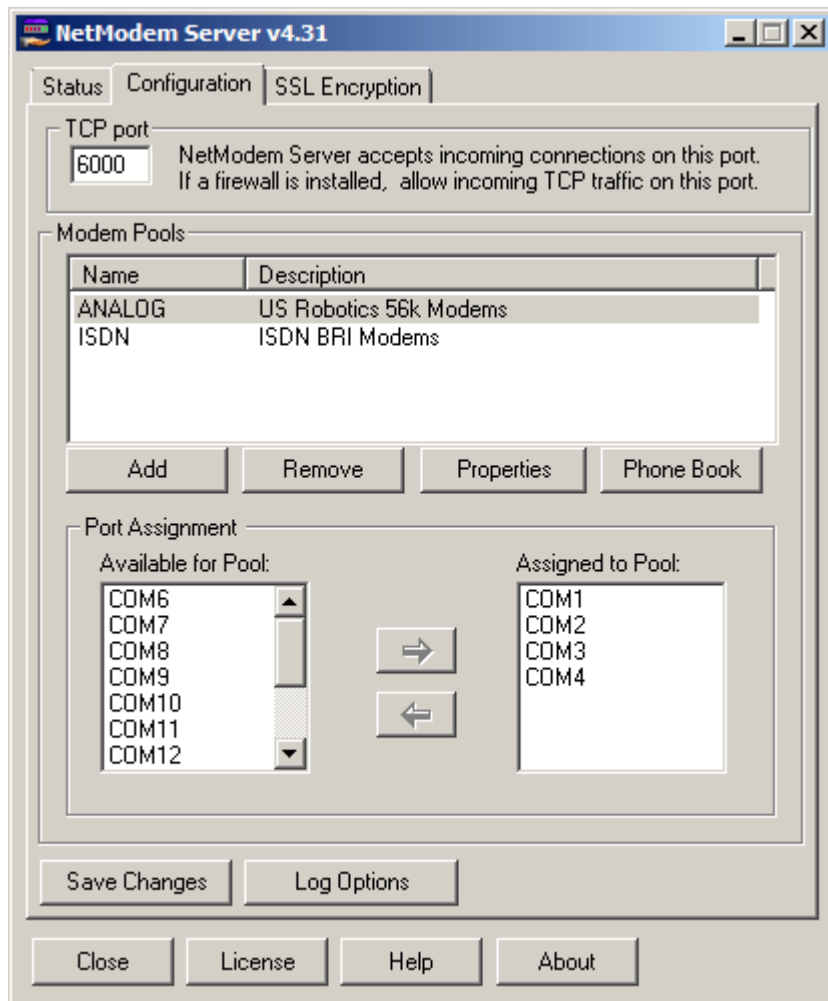 NetModem Server v4.31
Status Configuration SSL Encryption
TCP port
6000
NetModem Server accepts incoming connections on this port.
If a firewall is installed, allow incoming TCP traffic on this port.
Modem Pools
Name Description
ANALOG US Robotics 56k Modems
ISDN ISDN BRI Modems
Add Remove Properties Phone Book
Port Assignment
Available for Pool:
COM6
COM7
COM8
COM9
COM10
COM11
COM12
Assigned to Pool:
COM1
COM2
COM3
COM4
Save Changes Log Options
Close License Help About